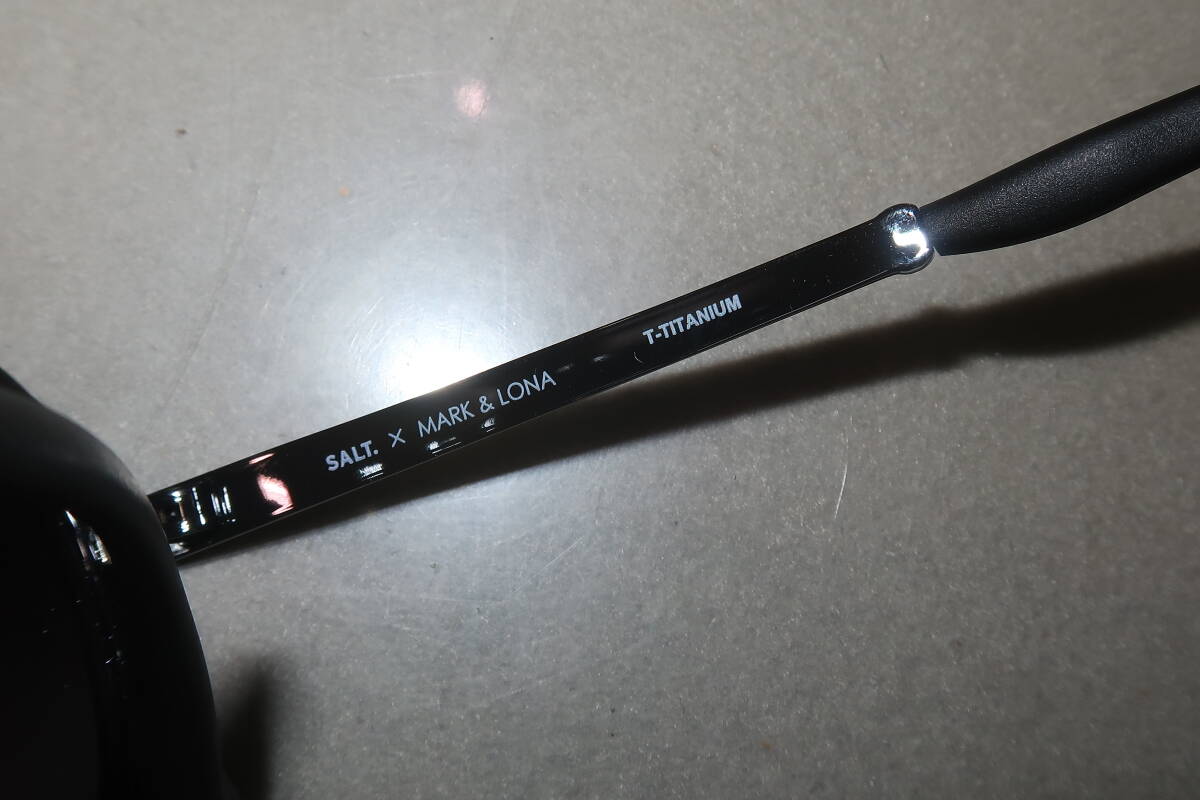 SALT. × MARK & LONA T-TITANIUM